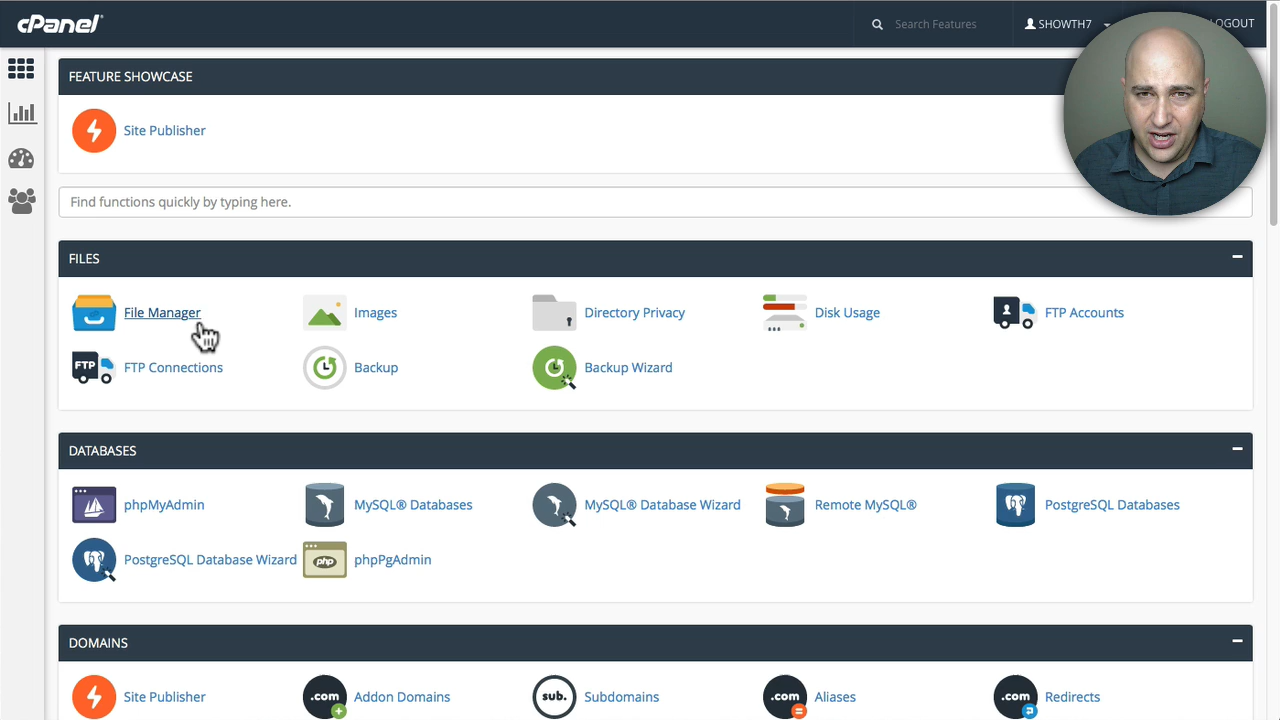 cPanel®
Search Features
SHOWTH7
LOGOUT
FEATURE SHOWCASE
Site Publisher
Find functions quickly by typing here.
FILES
File Manager
Images
Directory Privacy
Disk Usage
FTP Accounts
FTP
FTP Connections
Backup
Backup Wizard
DATABASES
phpMyAdmin
MySQL® Databases
MySQL® Database Wizard
Remote MySQL®
PostgreSQL Databases
PostgreSQL Database Wizard
php
phpPgAdmin
DOMAINS
Site Publisher
.com
Addon Domains
sub.
Subdomains
.com
Aliases
.com
Redirects